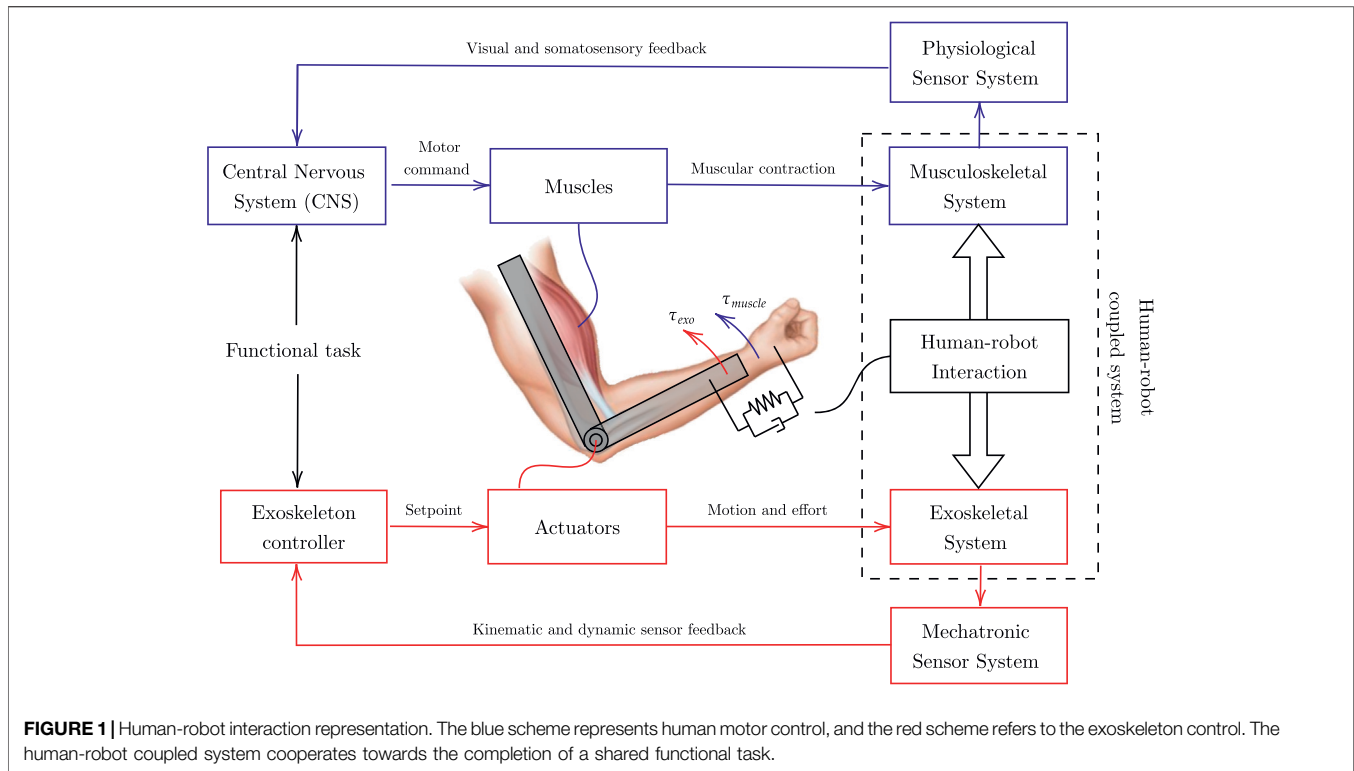 Visual and somatosensory feedback
Physiological
Sensor System
Central Nervous
System (CNS)
Motor
command
Muscles
Muscular contraction
Musculoskeletal
System
τexo
τmuscle
Functional task
Human-robot
Interaction
Human-robot
coupled system
Exoskeleton
controller
Setpoint
Actuators
Motion and effort
Exoskeletal
System
Kinematic and dynamic sensor feedback
Mechatronic
Sensor System
FIGURE 1 | Human-robot interaction representation. The blue scheme represents human motor control, and the red scheme refers to the exoskeleton control. The
human-robot coupled system cooperates towards the completion of a shared functional task.